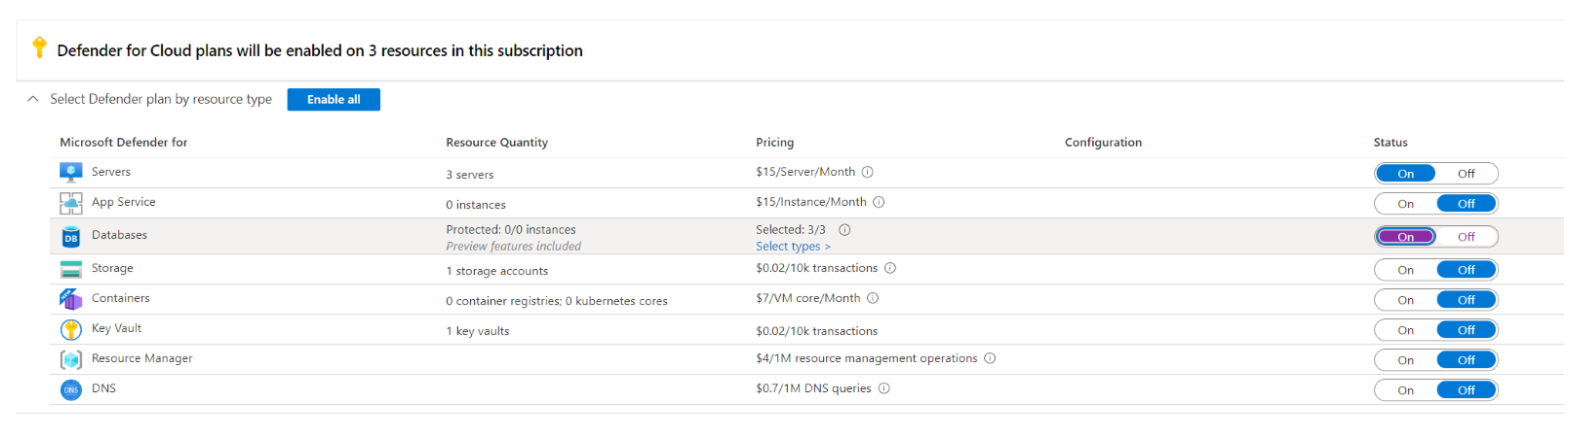 Defender for Cloud plans will be enabled on 3 resources in this subscription
Select Defender plan by resource type Enable all
Microsoft Defender for Resource Quantity Pricing Configuration Status
Servers 3 servers $15/Server/Month On Off
App Service 0 instances $15/Instance/Month On Off
Databases Protected: 0/0 instances Selected: 3/3 On Off
Preview features included Select types >
Storage 1 storage accounts $0.02/10k transactions On Off
Containers 0 container registries; 0 kubernetes cores $7/VM core/Month On Off
Key Vault 1 key vaults $0.02/10k transactions On Off
Resource Manager $4/1M resource management operations On Off
DNS $0.7/1M DNS queries On Off